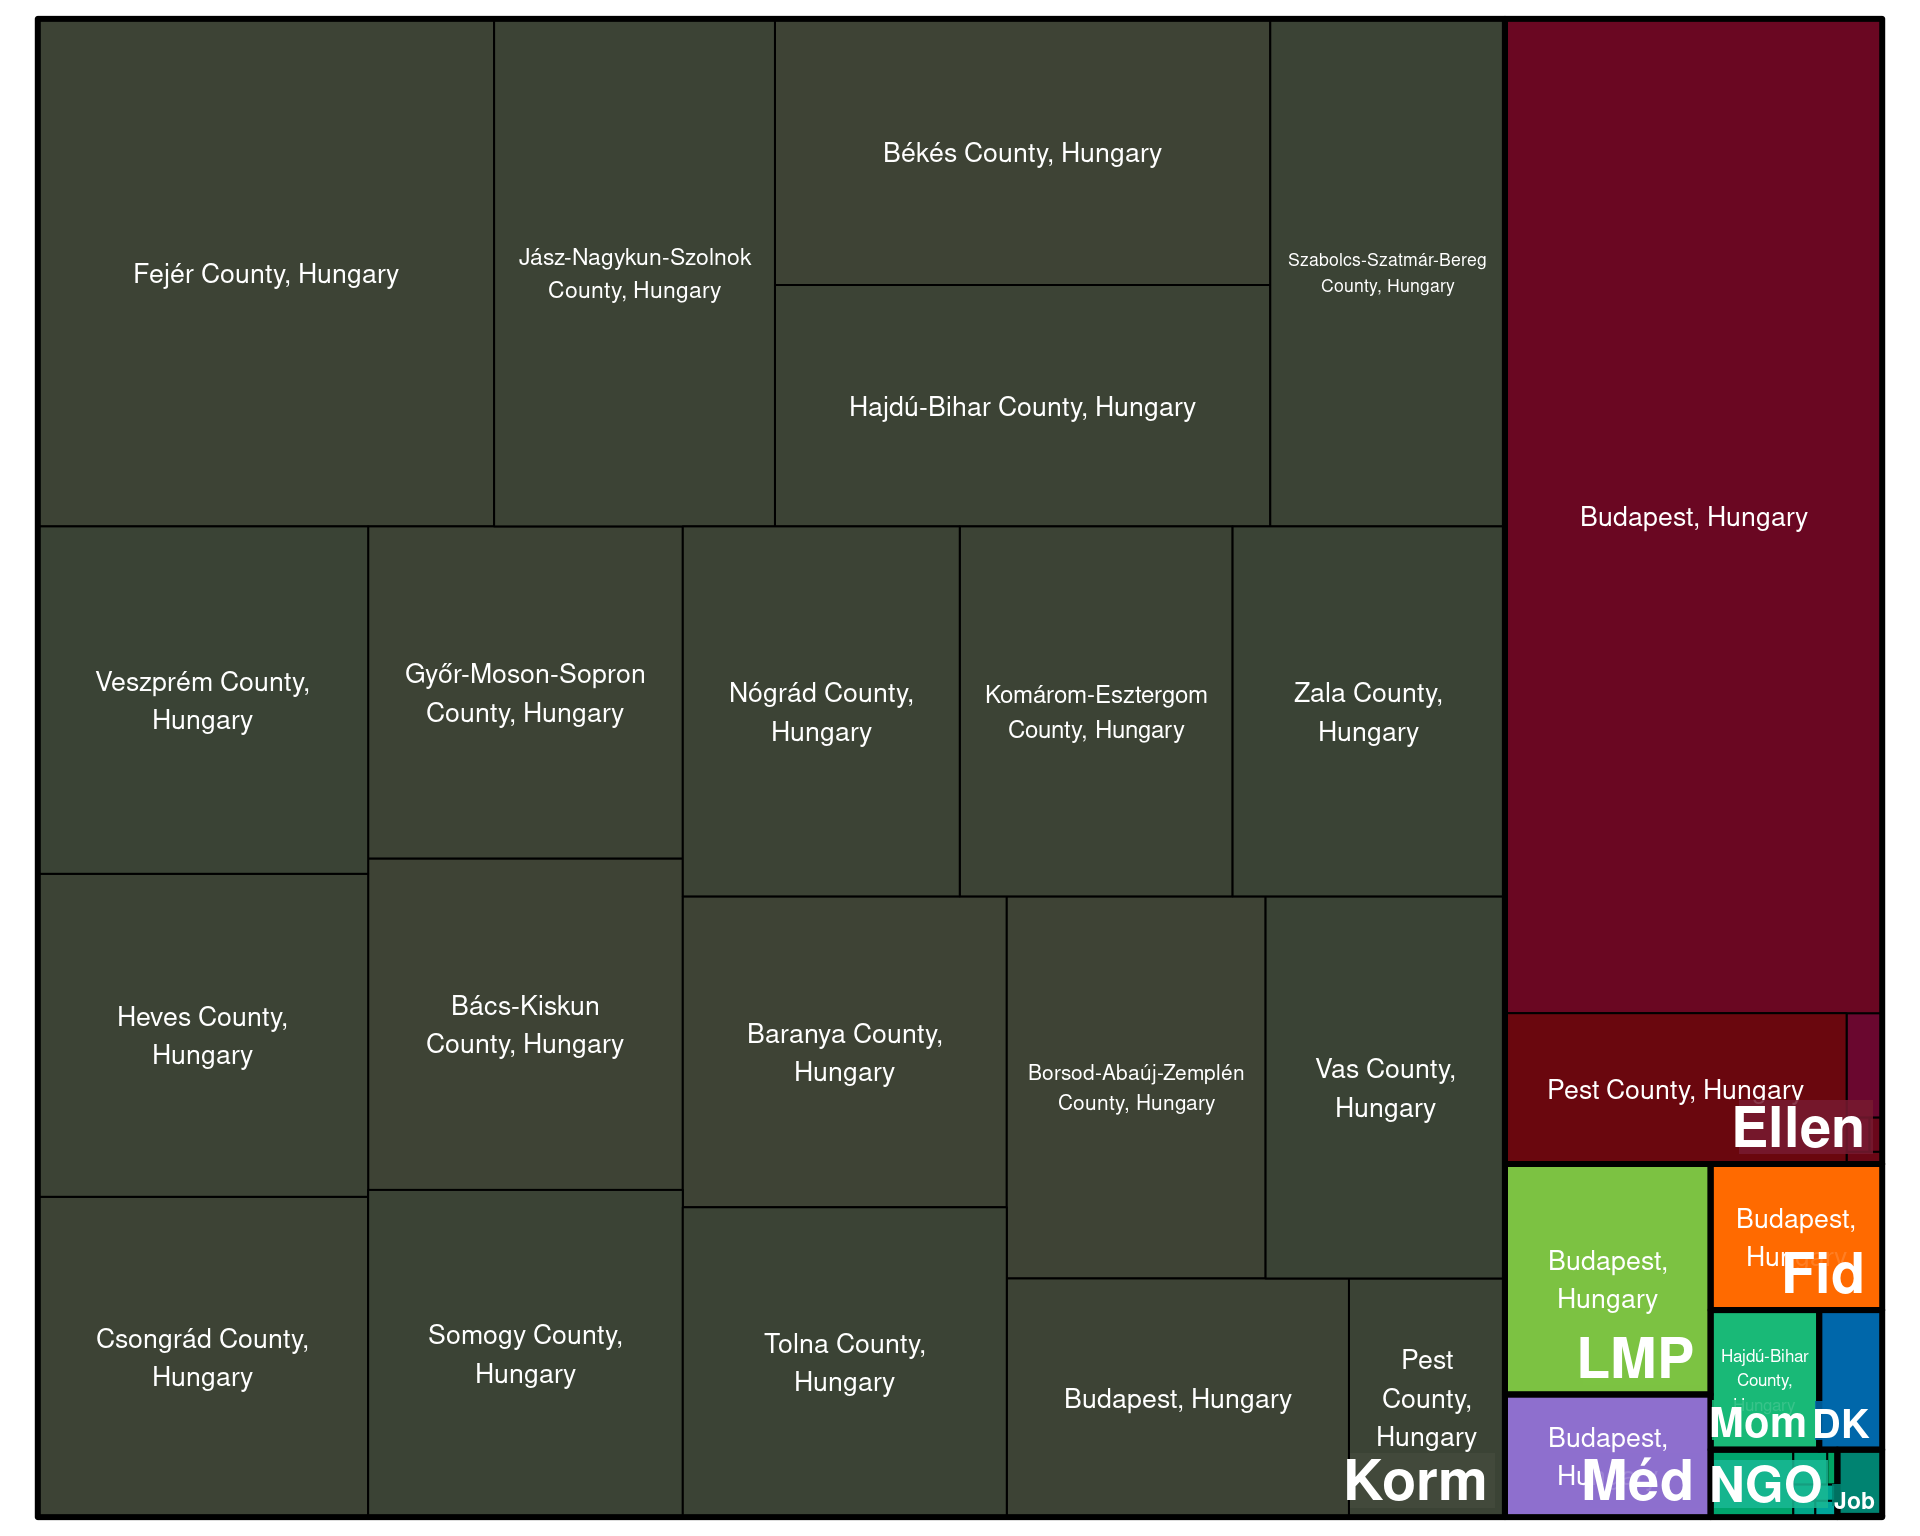 Fejér County, Hungary
Jász-Nagykun-Szolnok
County, Hungary
Békés County, Hungary
Hajdú-Bihar County, Hungary
Szabolcs-Szatmár-Bereg
County, Hungary
Veszprém County,
Hungary
Győr-Moson-Sopron
County, Hungary
Nógrád County,
Hungary
Komárom-Esztergom
County, Hungary
Zala County,
Hungary
Heves County,
Hungary
Bács-Kiskun
County, Hungary
Baranya County,
Hungary
Borsod-Abaúj-Zemplén
County, Hungary
Vas County,
Hungary
Csongrád County,
Hungary
Somogy County,
Hungary
Tolna County,
Hungary
Budapest, Hungary
Pest
County,
Hungary
Korm
Budapest, Hungary
Pest County, Hungary
Ellen
Budapest,
Hungary
LMP
Budapest,
Hungary
Fid
Budapest,
Méd
Hajdú-Bihar
County,
Hungary
Mom
DK
NGO
Job